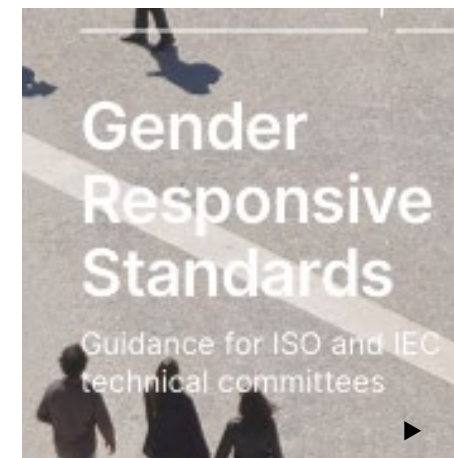 Gender
Responsive
Standards
Guidance for ISO and IEC
technical committees